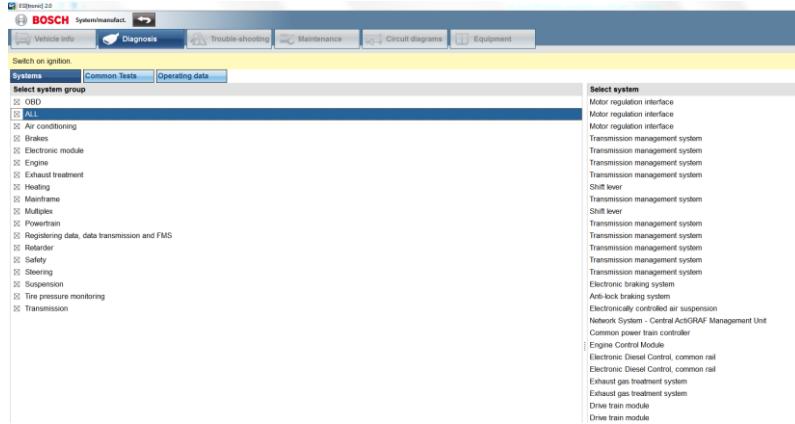 ESI[tronic] 2.0
BOSCH System/manufact.
Vehicle info Diagnosis Trouble-shooting Maintenance Circuit diagrams Equipment
Switch on ignition.
Systems Common Tests Operating data
Select system group
OBD
ALL
Air conditioning
Brakes
Electronic module
Engine
Exhaust treatment
Heating
Mainframe
Multiplex
Powertrain
Registering data, data transmission and FMS
Retarder
Safety
Steering
Suspension
Tire pressure monitoring
Transmission
Select system
Motor regulation interface
Motor regulation interface
Motor regulation interface
Transmission management system
Transmission management system
Transmission management system
Transmission management system
Shift lever
Transmission management system
Shift lever
Transmission management system
Transmission management system
Transmission management system
Transmission management system
Transmission management system
Electronic braking system
Anti-lock braking system
Electronically controlled air suspension
Network System - Central ActiGRAF Management Unit
Common power train controller
Engine Control Module
Electronic Diesel Control, common rail
Electronic Diesel Control, common rail
Exhaust gas treatment system
Exhaust gas treatment system
Drive train module
Drive train module